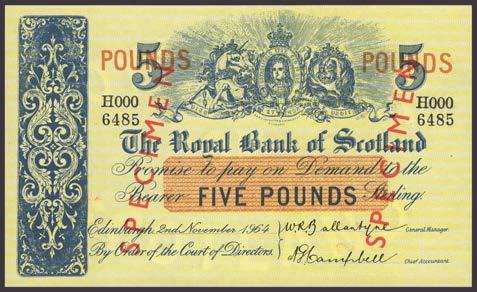 5 POUNDS POUNDS 5
H000 H000
6485 6485
The Royal Bank of Scotland
Promise to pay on Demand to the
Bearer FIVE POUNDS Sterling.
Edinburgh 2nd November 1964 W.R.Ballantyne General Manager.
By Order of the Court of Directors. A.G.Campbell Chief Accountant.
SPECIMEN
SPECIMEN